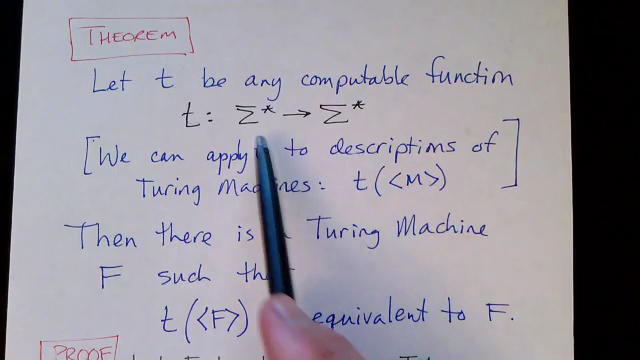 THEOREM
Let t be any computable function
t: Σ* → Σ*
[We can apply to descriptions of
Turing Machines: t(<M>)]
Then there is Turing Machine
F such
t(<F>) equivalent to F.
PROOF